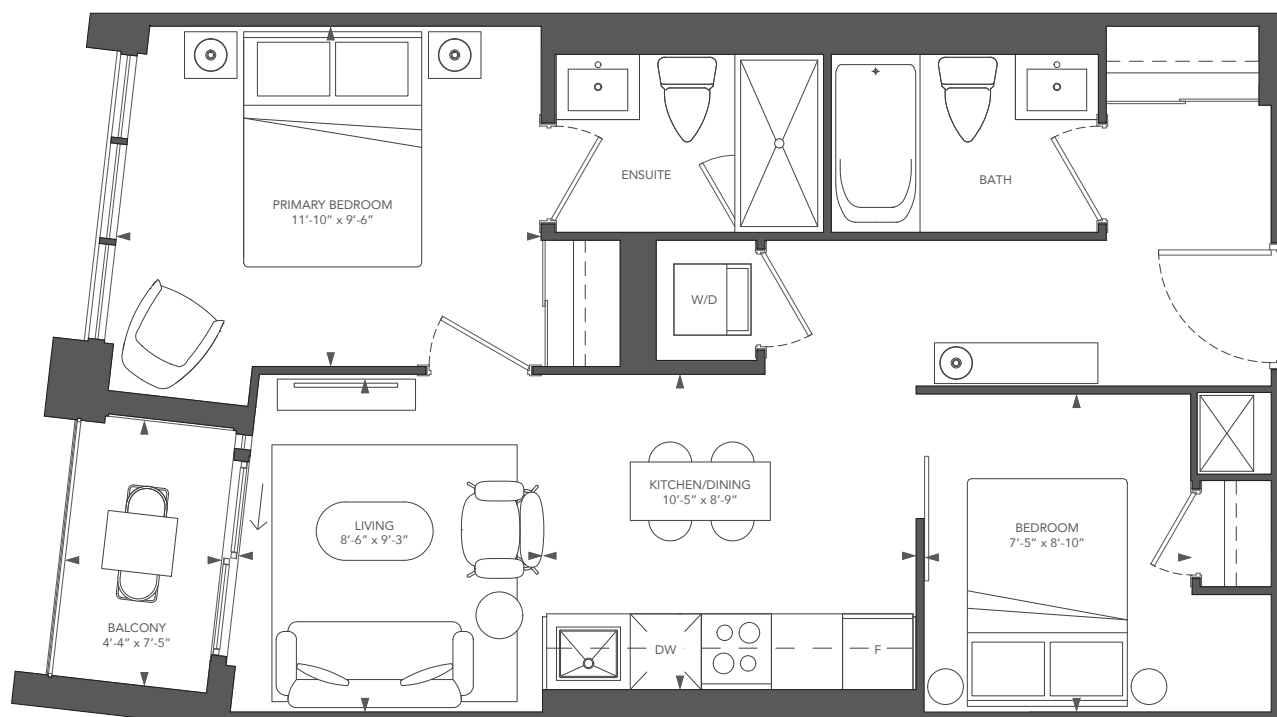 ENSUITE
BATH
PRIMARY BEDROOM
11'-10" x 9'-6"
W/D
KITCHEN/DINING
10'-5" x 8'-9"
LIVING
8'-6" x 9'-3"
BEDROOM
7'-5" x 8'-10"
BALCONY
4'-4" x 7'-5"
DW
F